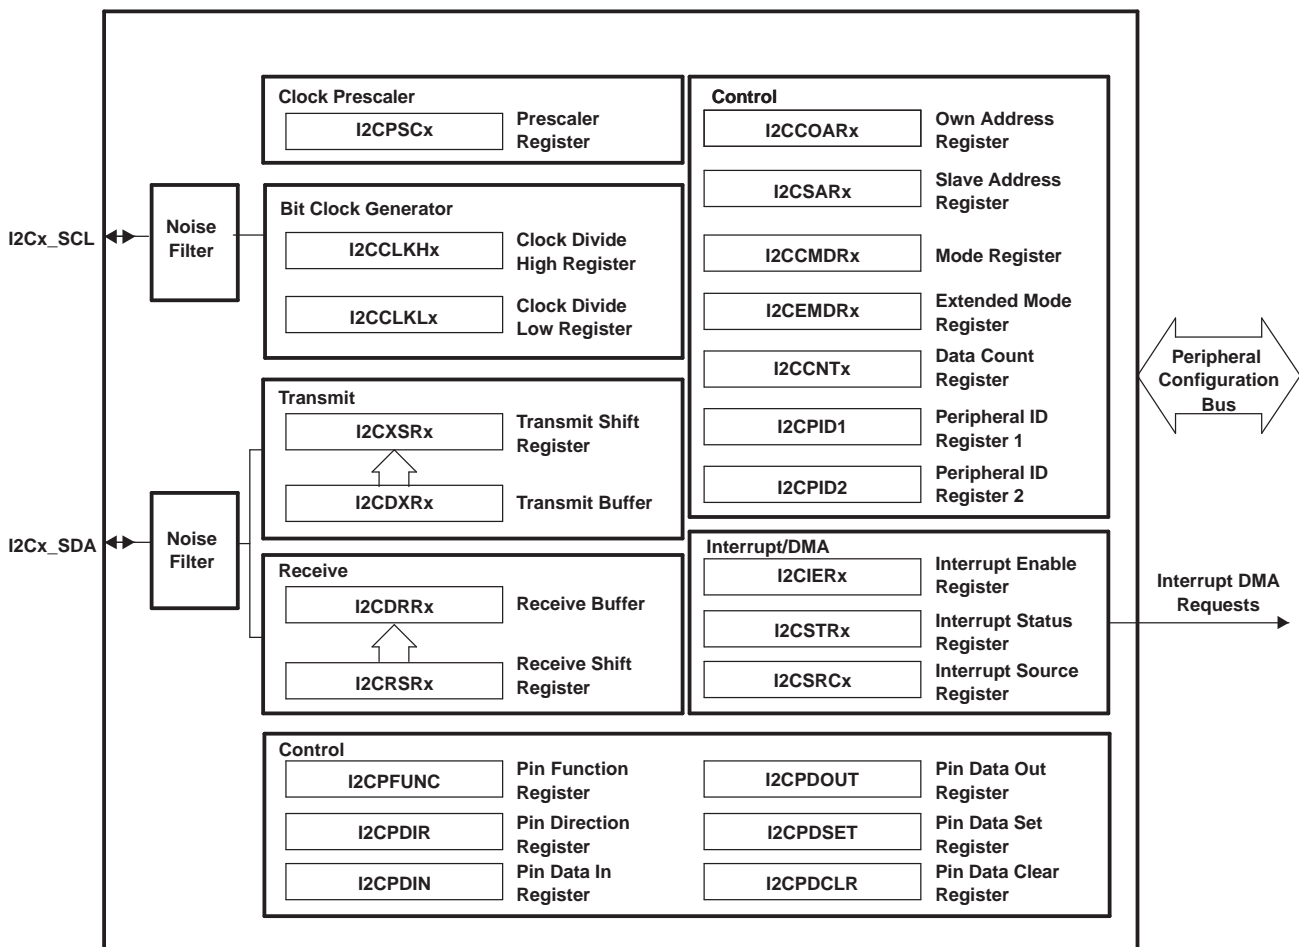 Clock Prescaler
I2CPSCx
Prescaler
Register
I2Cx_SCL
Noise
Filter
Bit Clock Generator
I2CCLKHx
Clock Divide
High Register
I2CCLKLx
Clock Divide
Low Register
Transmit
I2CXSRx
Transmit Shift
Register
I2CDXRx
Transmit Buffer
I2Cx_SDA
Noise
Filter
Receive
I2CDRRx
Receive Buffer
I2CRSRx
Receive Shift
Register
Control
I2CCOARx
Own Address
Register
I2CSARx
Slave Address
Register
I2CCMDRx
Mode Register
I2CEMDRx
Extended Mode
Register
I2CCNTx
Data Count
Register
I2CPID1
Peripheral ID
Register 1
I2CPID2
Peripheral ID
Register 2
Interrupt/DMA
I2CIERx
Interrupt Enable
Register
I2CSTRx
Interrupt Status
Register
I2CSRCx
Interrupt Source
Register
Peripheral
Configuration
Bus
Interrupt DMA
Requests
Control
I2CPFUNC
Pin Function
Register
I2CPDIR
Pin Direction
Register
I2CPDIN
Pin Data In
Register
I2CPDOUT
Pin Data Out
Register
I2CPDSET
Pin Data Set
Register
I2CPDCLR
Pin Data Clear
Register